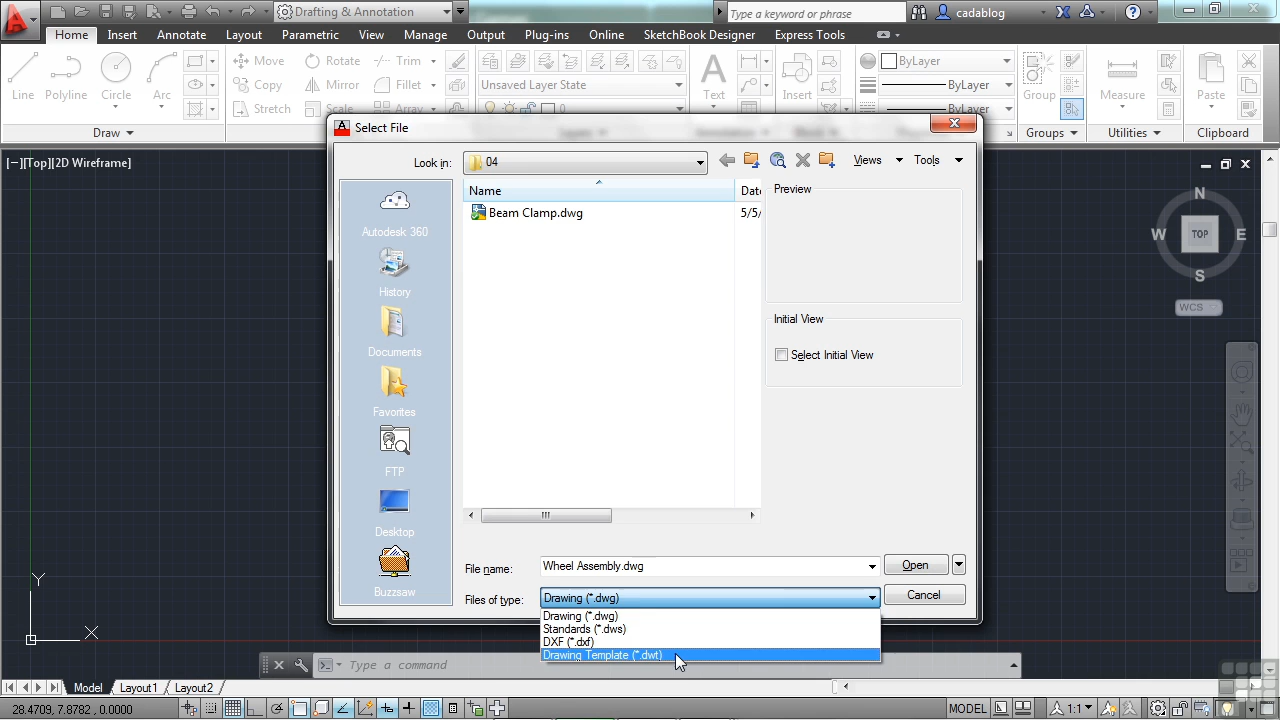 Drafting & Annotation
Type a keyword or phrase
cadablog
Home Insert Annotate Layout Parametric View Manage Output Plug-ins Online SketchBook Designer Express Tools
Line Polyline Circle Arc
Move Rotate Trim
Copy Mirror Fillet
Stretch Scale Array
Unsaved Layer State
0
Text
Insert
ByLayer
ByLayer
ByLayer
Group
Measure
Paste
Draw
Groups
Utilities
Clipboard
[−][Top][2D Wireframe]
Select File
Look in: 04
Views Tools
Autodesk 360
History
Documents
Favorites
FTP
Desktop
Buzzsaw
Name Date
Beam Clamp.dwg 5/5/
Preview
Initial View
Select Initial View
File name: Wheel Assembly.dwg Open
Files of type: Drawing (*.dwg) Cancel
Drawing (*.dwg)
Standards (*.dws)
DXF (*.dxf)
Drawing Template (*.dwt)
N
W TOP E
S
WCS
Y
X
Type a command
Model Layout1 Layout2
28.4709, 7.8782 , 0.0000
MODEL
1:1